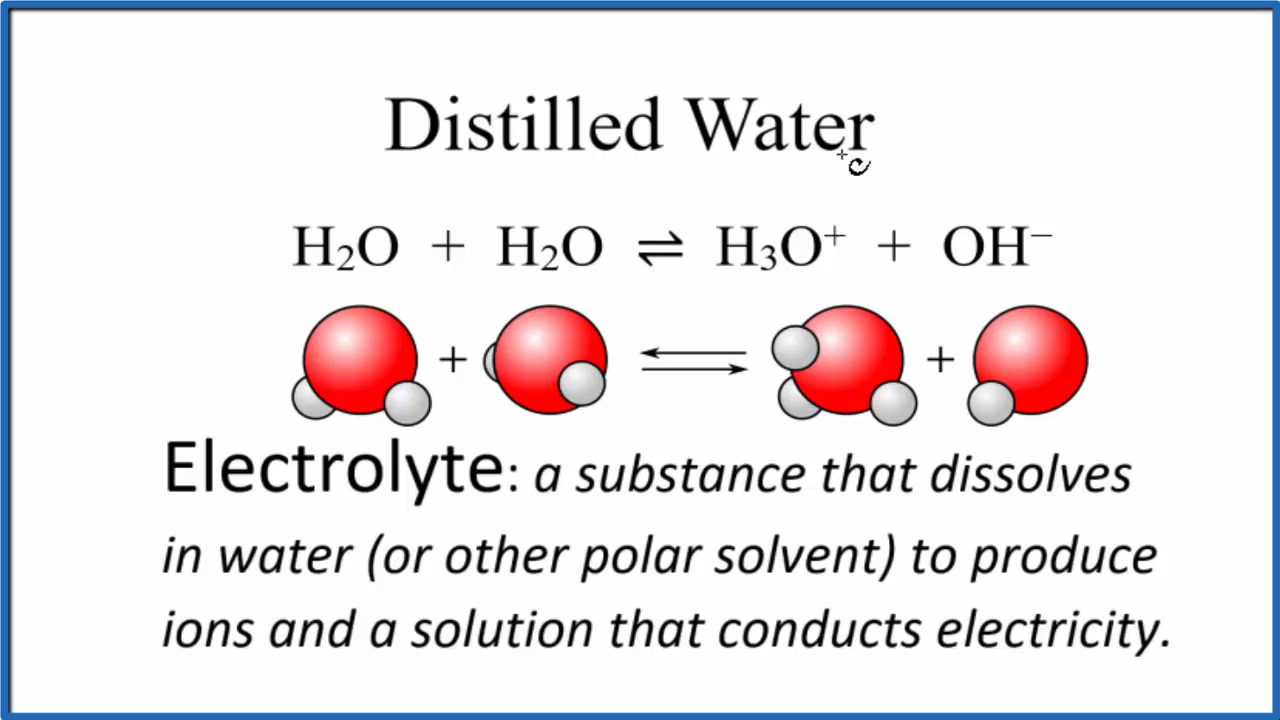 Distilled Water
H₂O + H₂O ⇌ H₃O⁺ + OH⁻
+ +
Electrolyte: a substance that dissolves
in water (or other polar solvent) to produce
ions and a solution that conducts electricity.